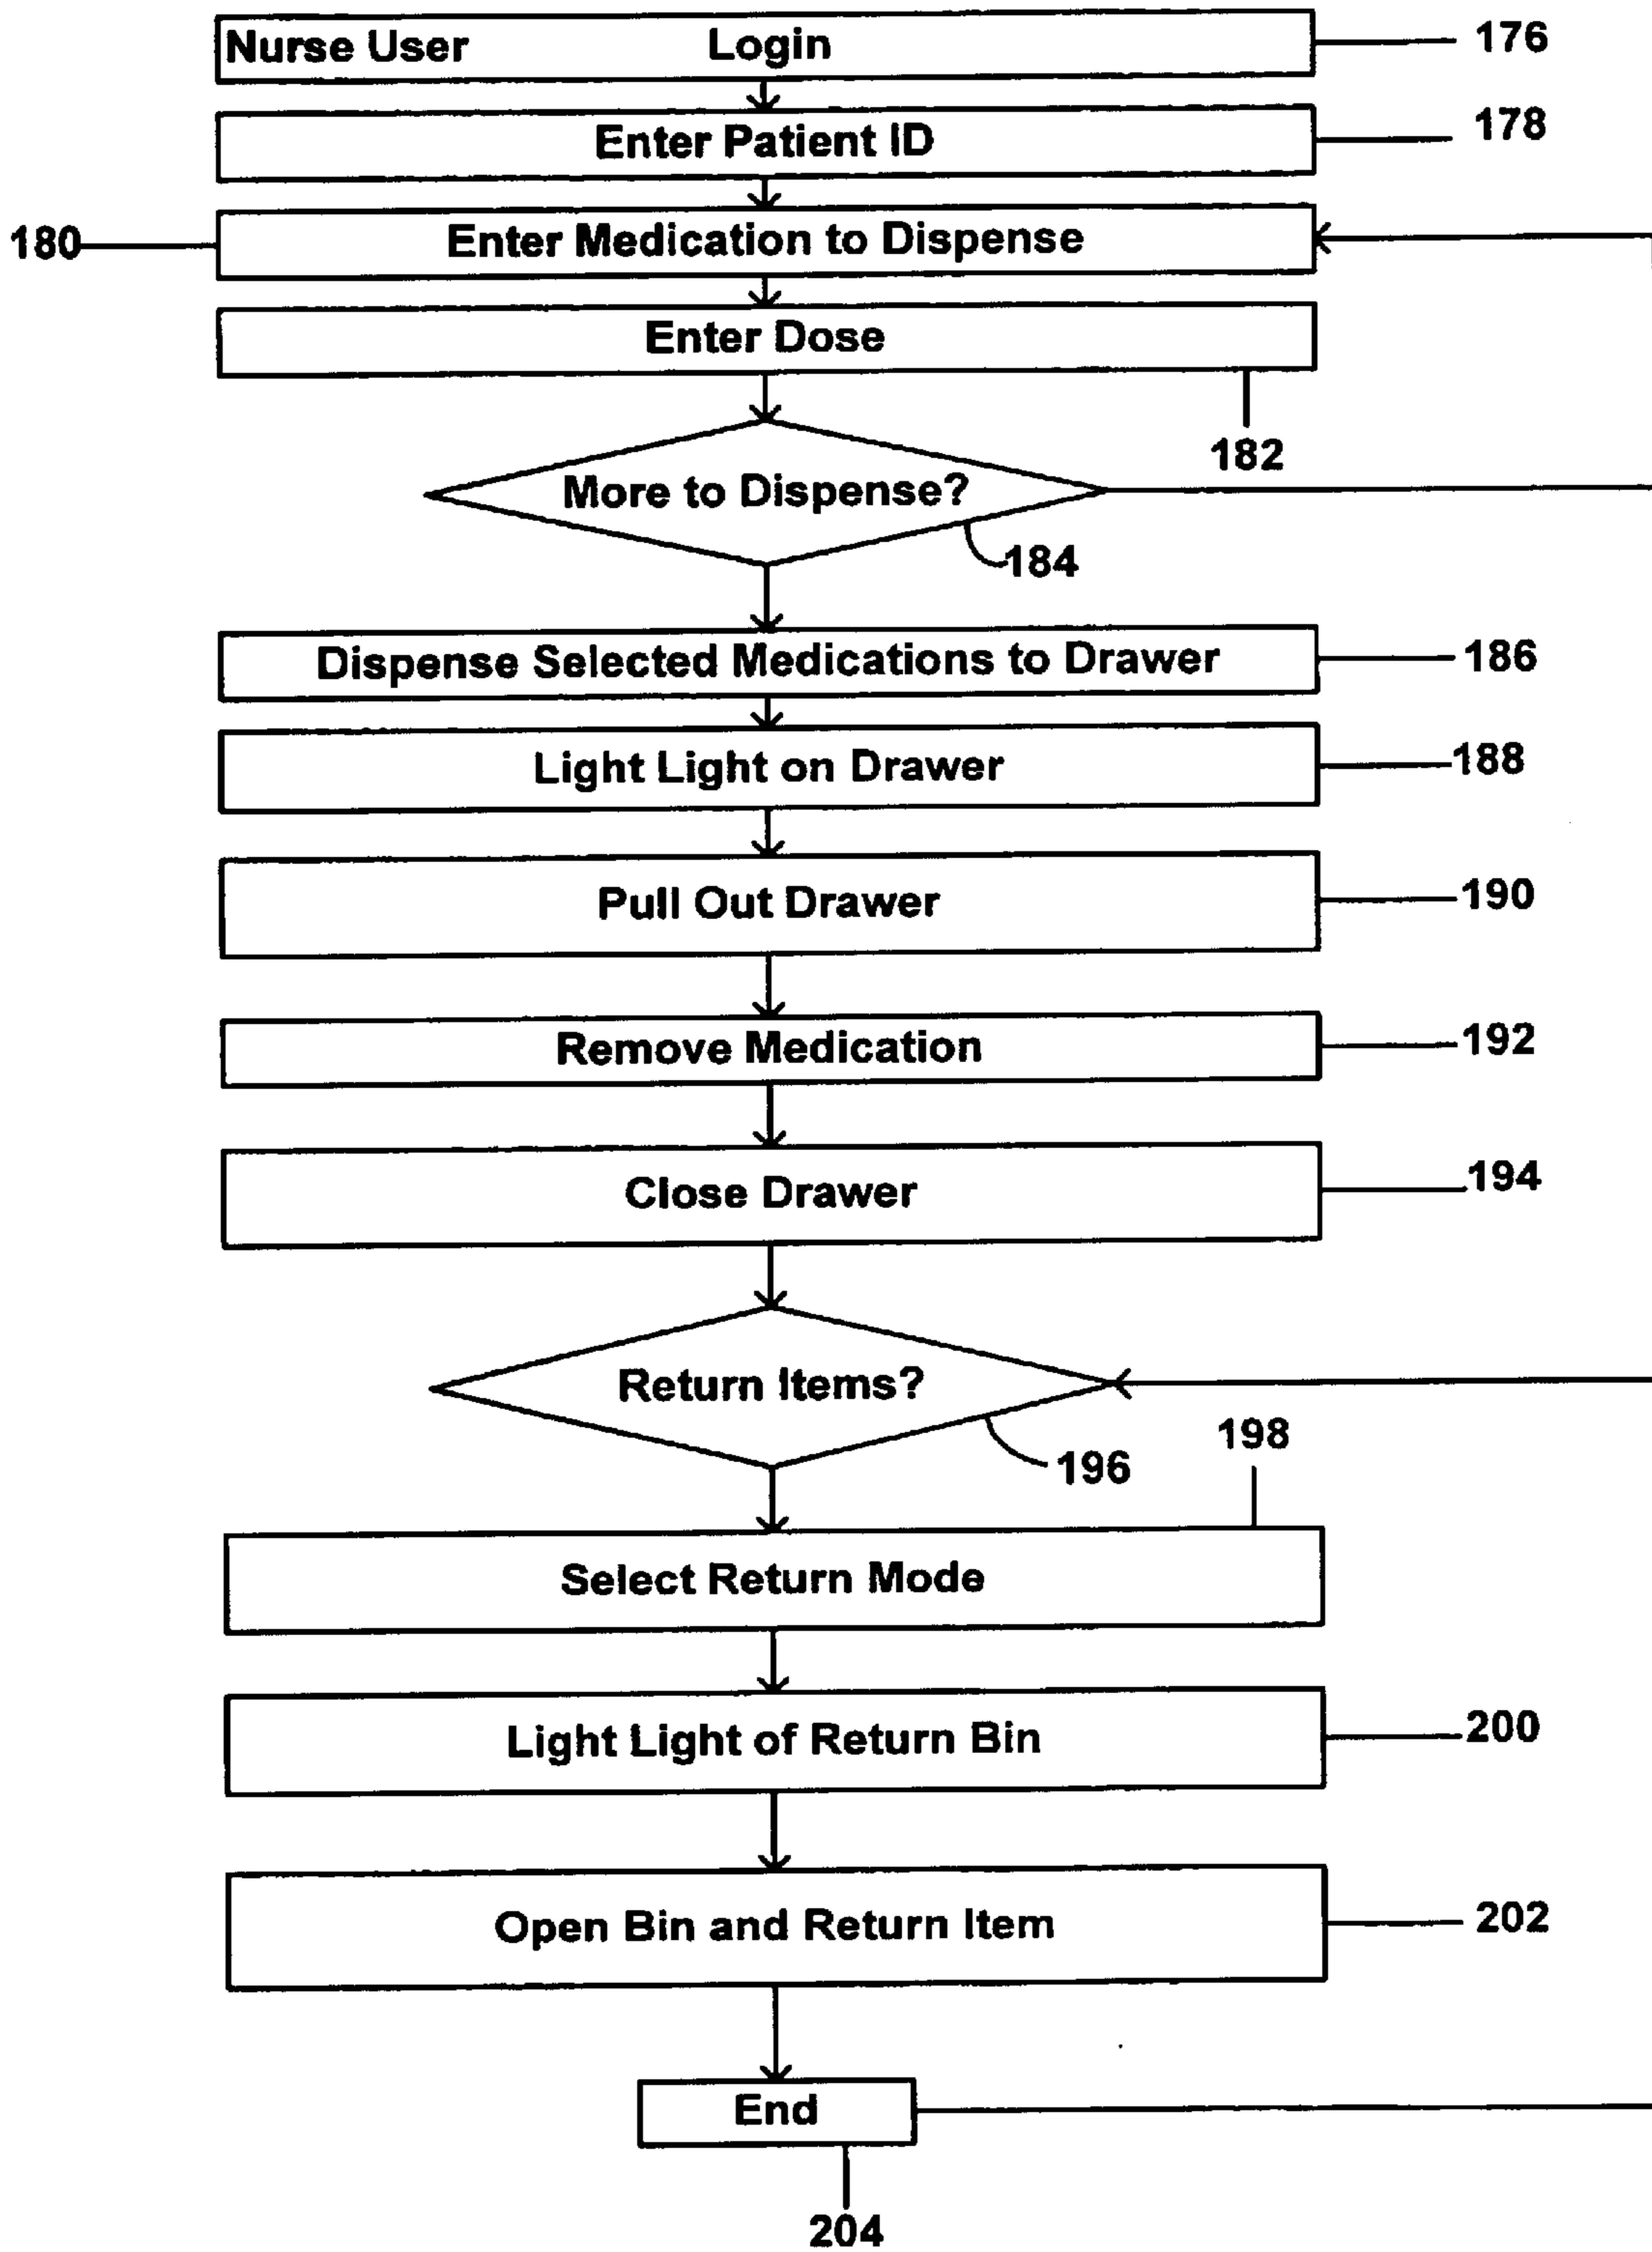 Nurse User Login 176
Enter Patient ID 178
180 Enter Medication to Dispense
Enter Dose
182
More to Dispense?
184
Dispense Selected Medications to Drawer 186
Light Light on Drawer 188
Pull Out Drawer 190
Remove Medication 192
Close Drawer 194
Return Items?
198
196
Select Return Mode
Light Light of Return Bin 200
Open Bin and Return Item 202
End
204